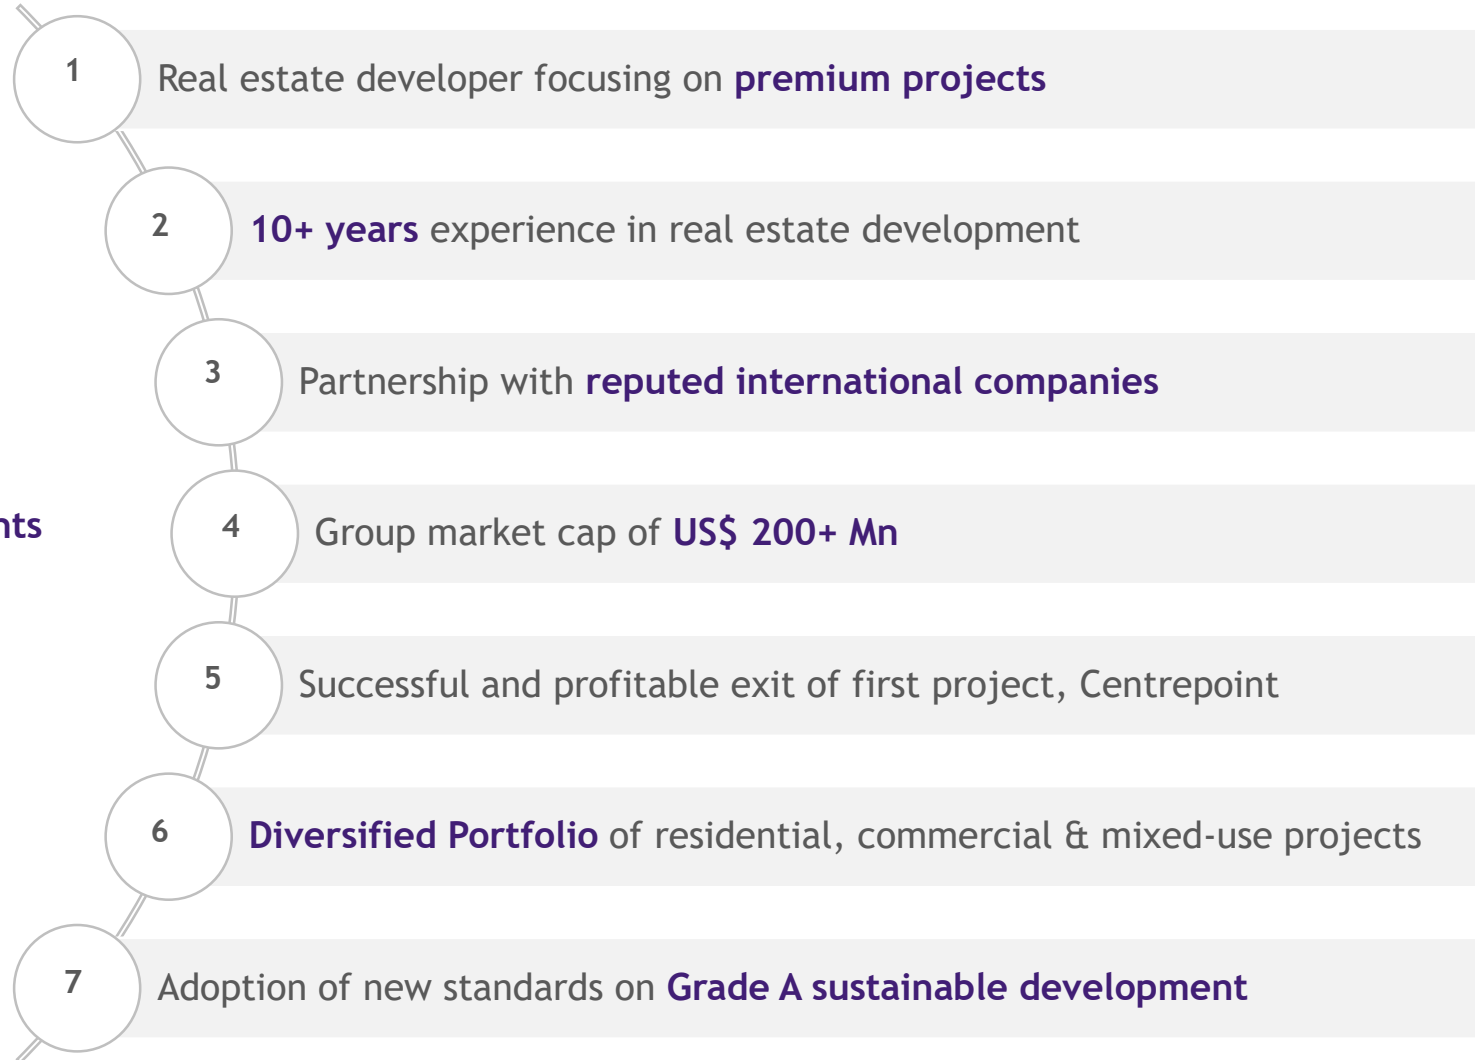 1
Real estate developer focusing on premium projects
2
10+ years experience in real estate development
3
Partnership with reputed international companies
nts
4
Group market cap of US$ 200+ Mn
5
Successful and profitable exit of first project, Centrepoint
6
Diversified Portfolio of residential, commercial & mixed-use projects
7
Adoption of new standards on Grade A sustainable development